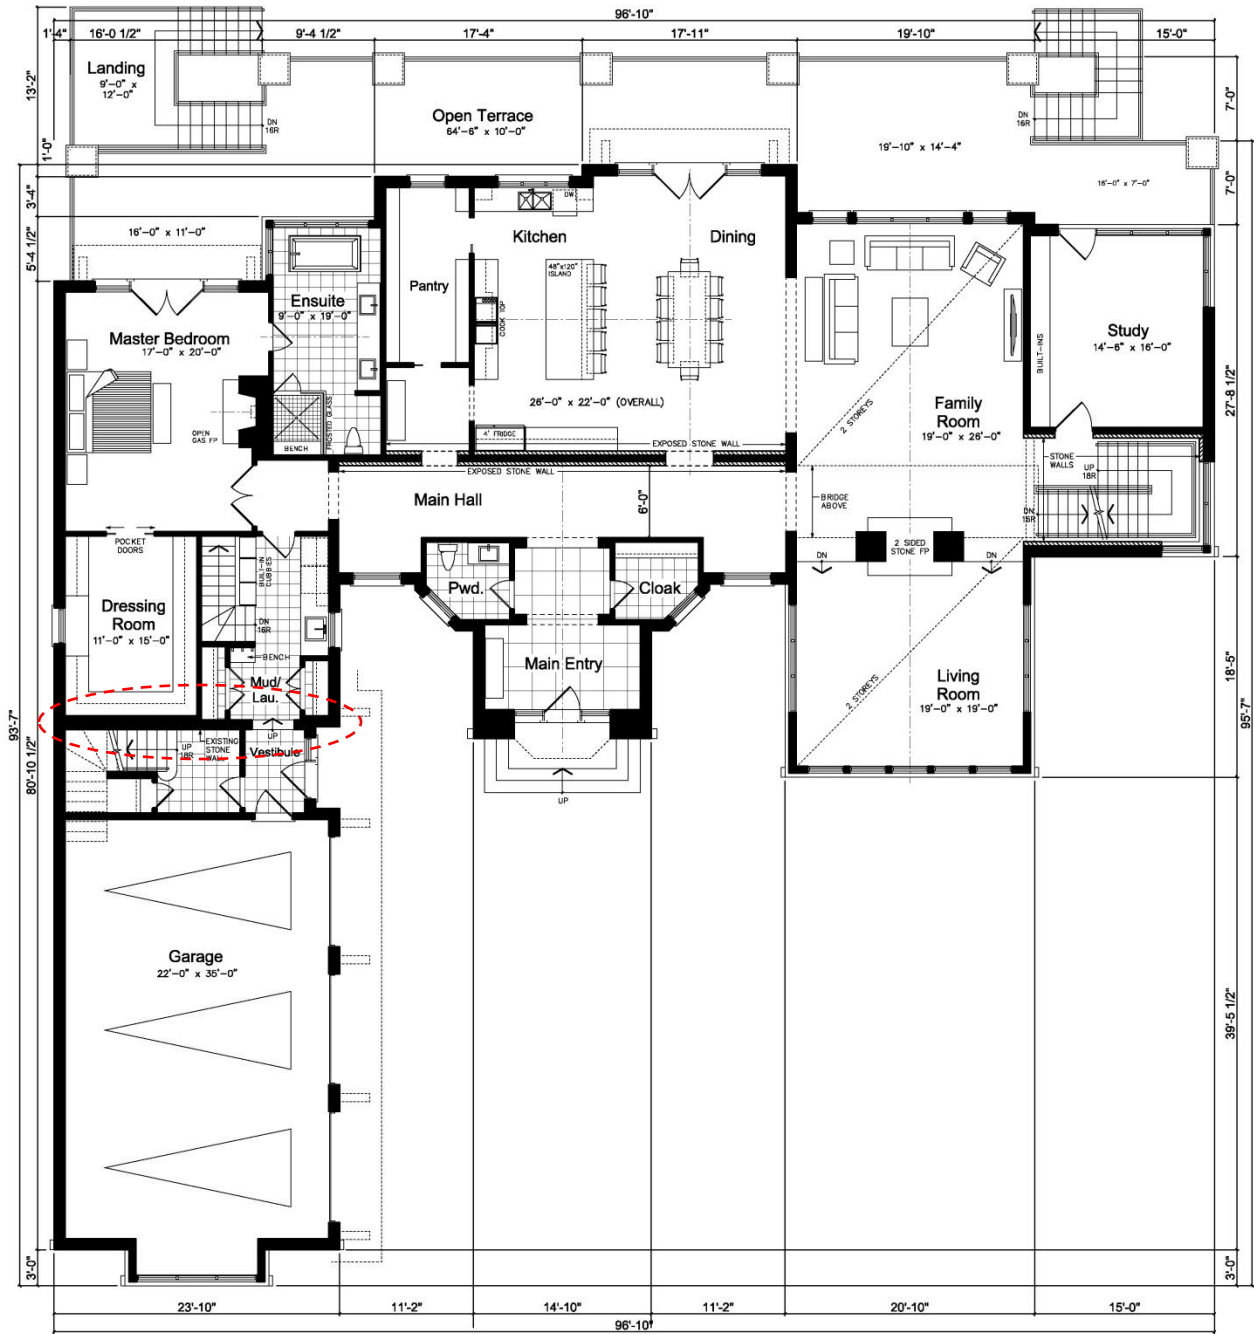 96'-10"
1'-4" 16'-0 1/2" 9'-4 1/2" 17'-4" 17'-11" 19'-10" 15'-0"
13'-2"
1'-0"
3'-4"
5'-4 1/2"
80'-10 1/2"
93'-7"
3'-0"
7'-0"
7'-0"
27'-8 1/2"
18'-5"
95'-7"
39'-5 1/2"
3'-0"
Landing
9'-0" x
12'-0"
DN
16R
Open Terrace
64'-6" x 10'-0"
DN
16R
19'-10" x 14'-4"
16'-0" x 7'-0"
16'-0" x 11'-0"
Ensuite
9'-0" x 19'-0"
FROSTED GLASS
BENCH
Pantry
Kitchen
DW
48"x120"
ISLAND
COOK TOP
4' FRIDGE
26'-0" x 22'-0" (OVERALL)
Dining
EXPOSED STONE WALL
EXPOSED STONE WALL
Master Bedroom
17'-0" x 20'-0"
OPEN
GAS FP
POCKET
DOORS
Family
Room
19'-0" x 26'-0"
2 STOREYS
BUILT-INS
Study
14'-6" x 16'-0"
STONE
WALLS
UP
18R
DN
15R
Main Hall
6'-0"
BRIDGE
ABOVE
2 SIDED
STONE FP
DN
DN
Dressing
Room
11'-0" x 15'-0"
BUILT-IN
CUBBIES
DN
16R
BENCH
Mud/
Lau.
Pwd.
Cloak
Main Entry
UP
2 STOREYS
Living
Room
19'-0" x 19'-0"
UP
18R
EXISTING
STONE
WALL
UP
Vestibule
Garage
22'-0" x 35'-0"
23'-10" 11'-2" 14'-10" 11'-2" 20'-10" 15'-0"
96'-10"